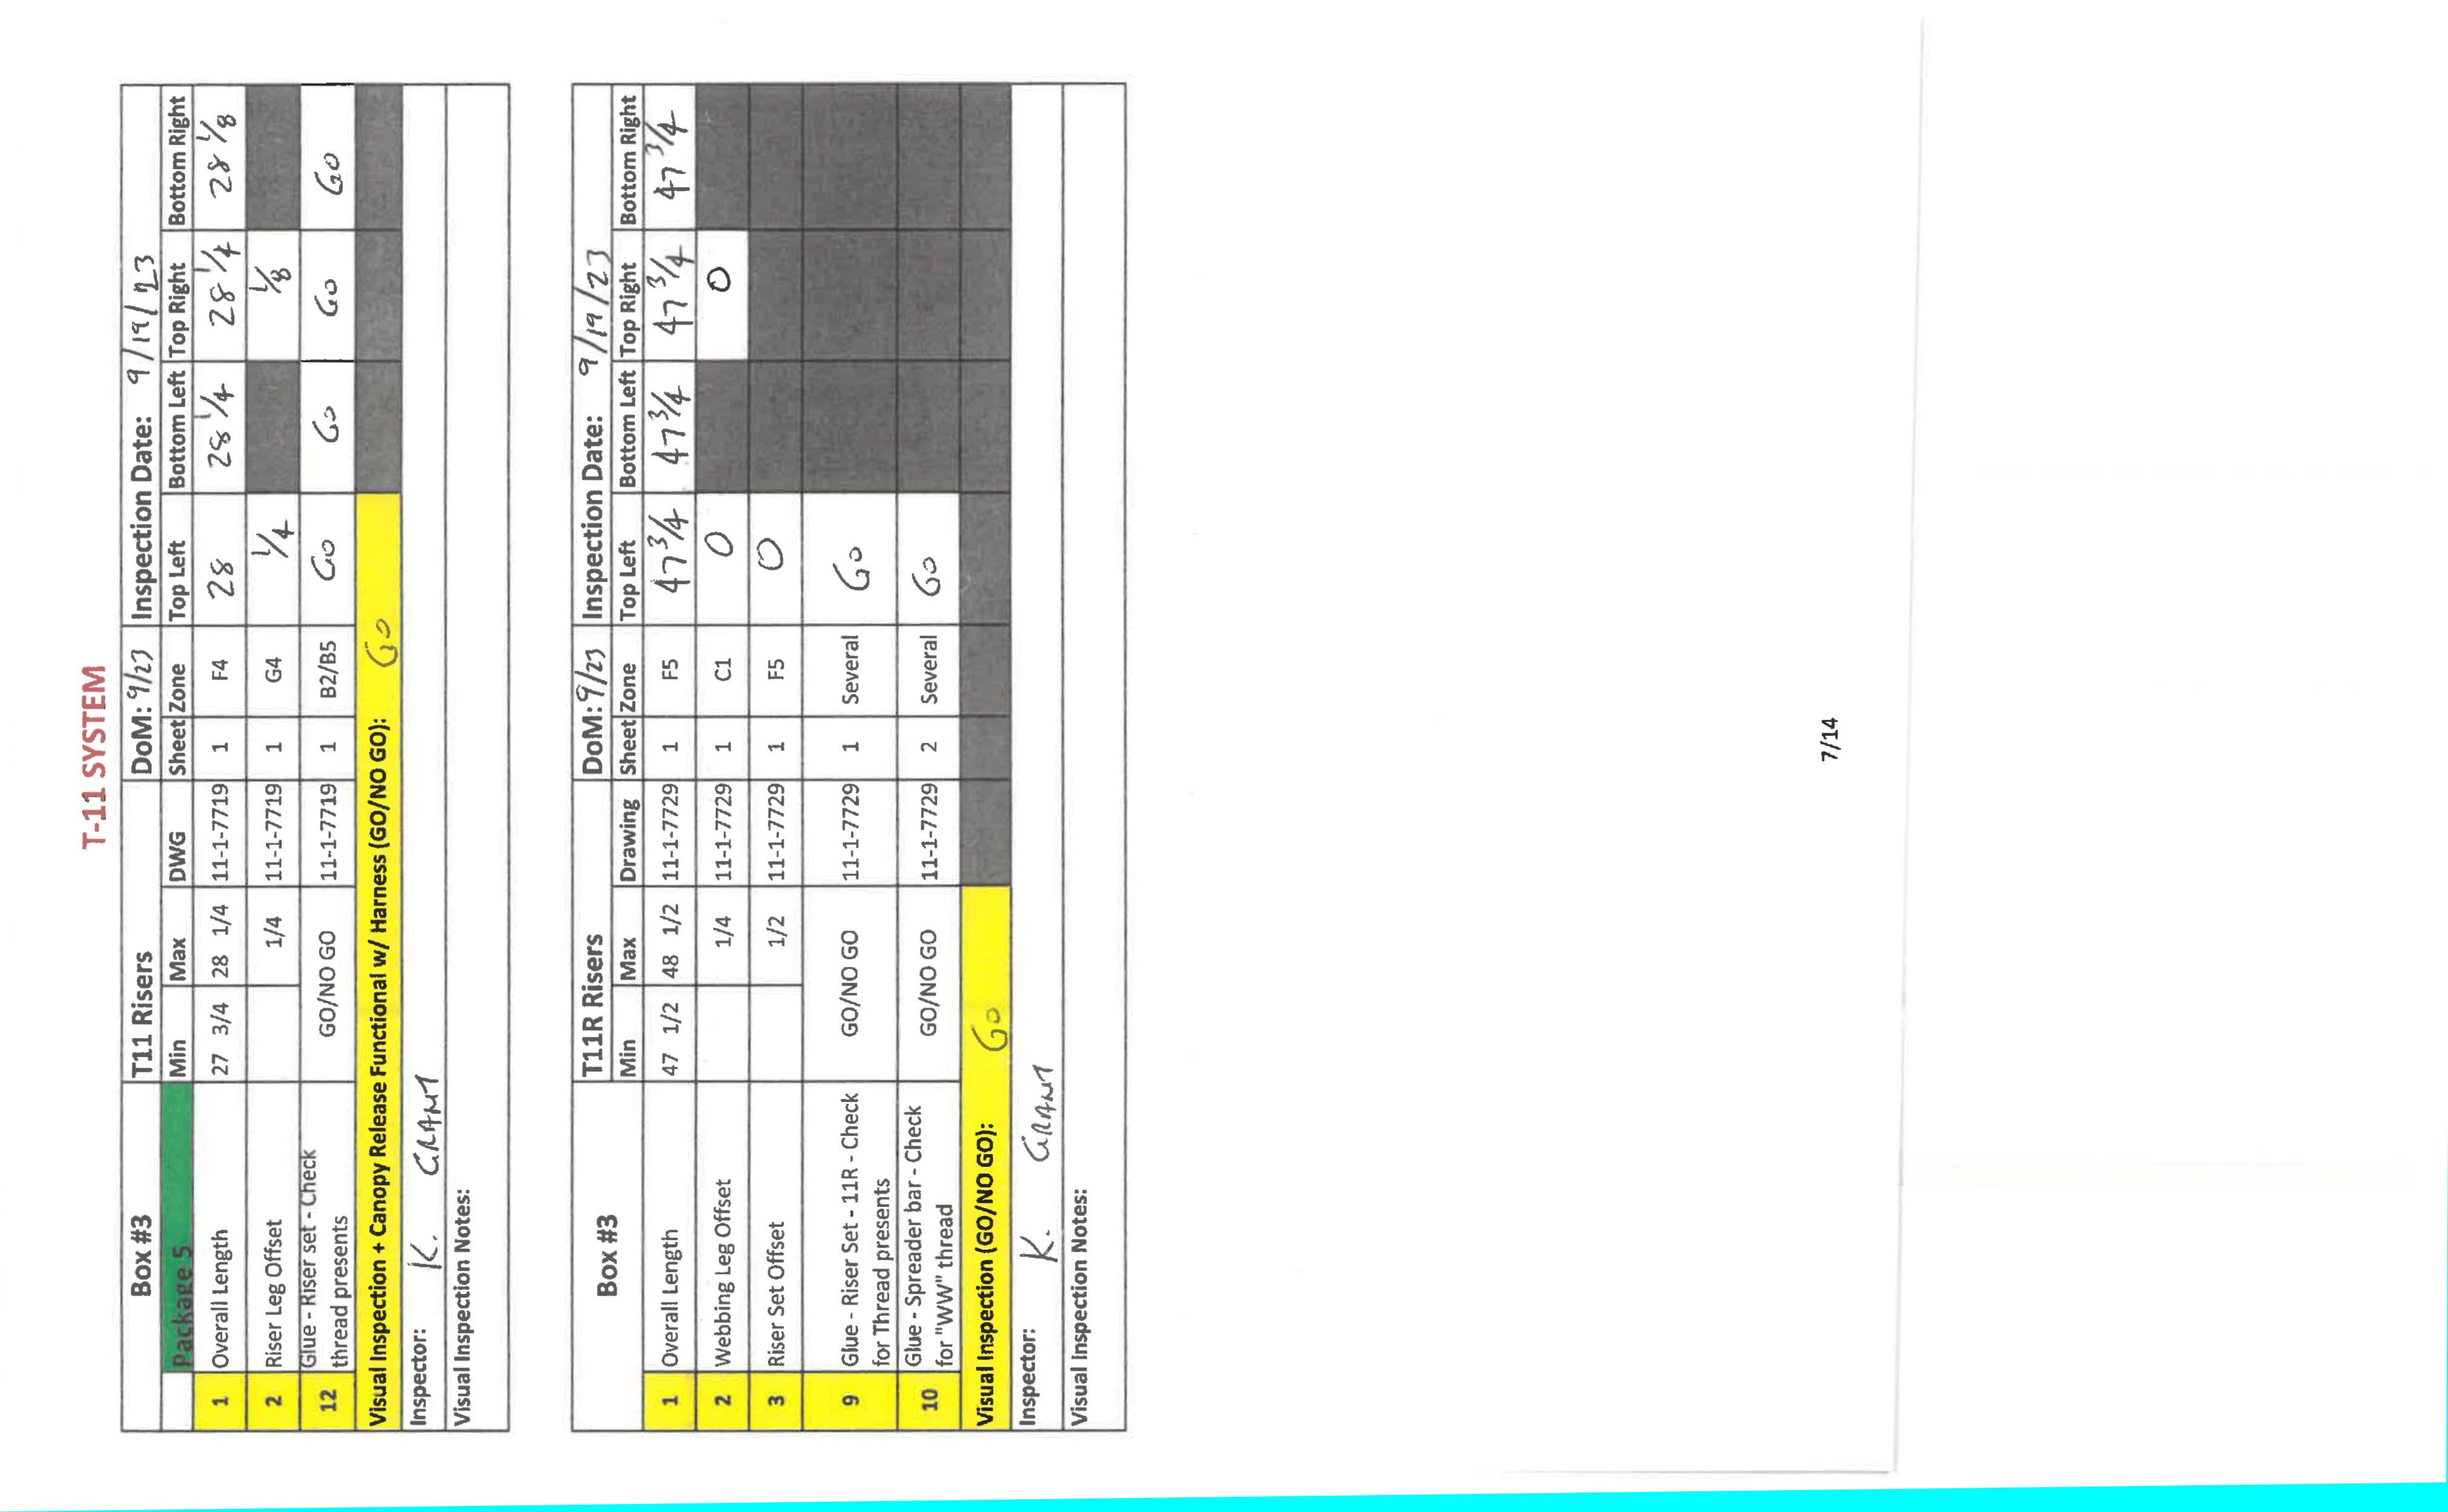 T-11 SYSTEM
Box #3 T11 Risers DoM: 9/23 Inspection Date: 9/19/23
Package 5 Min Max DWG Sheet Zone Top Left Bottom Left Top Right Bottom Right
1 Overall Length 27 3/4 28 1/4 11-1-7719 1 F4 28 28 1/4 28 1/4 28 1/8
2 Riser Leg Offset 1/4 11-1-7719 1 G4 1/4 1/8
12 Glue - Riser set - Check thread presents GO/NO GO 11-1-7719 1 B2/B5 Go Go Go Go
Visual Inspection + Canopy Release Functional w/ Harness (GO/NO GO): Go
Inspector: K. GRANT
Visual Inspection Notes:
Box #3 T11R Risers DoM: 9/23 Inspection Date: 9/19/23
Min Max Drawing Sheet Zone Top Left Bottom Left Top Right Bottom Right
1 Overall Length 47 1/2 48 1/2 11-1-7729 1 F5 47 3/4 47 3/4 47 3/4 47 3/4
2 Webbing Leg Offset 1/4 11-1-7729 1 C1 0 0
3 Riser Set Offset 1/2 11-1-7729 1 F5 0
9 Glue - Riser Set - 11R - Check for Thread presents GO/NO GO 11-1-7729 1 Several Go
10 Glue - Spreader bar - Check for "WW" thread GO/NO GO 11-1-7729 2 Several Go
Visual Inspection (GO/NO GO): Go
Inspector: K. GRANT
Visual Inspection Notes:
7/14